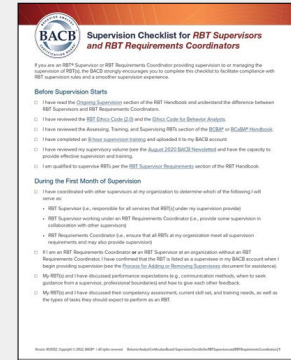 SUPERIOR ANALYST
BACB
CERTIFICATION BOARD
Supervision Checklist for RBT Supervisors
and RBT Requirements Coordinators
If you are an RBT® Supervisor or RBT Requirements Coordinator providing supervision to or managing the
supervision of RBT(s), the BACB strongly encourages you to complete this checklist to facilitate compliance with
RBT supervision rules and a smoother supervision experience.
Before Supervision Starts
□ I have read the Ongoing Supervision section of the RBT Handbook and understand the difference between
RBT Supervisors and RBT Requirements Coordinators.
□ I have reviewed the RBT Ethics Code (2.0) and the Ethics Code for Behavior Analysts.
□ I have reviewed the Assessing, Training, and Supervising RBTs section of the BCBA® or BCaBA® Handbook.
□ I have completed an 8-hour supervision training and uploaded it to my BACB account.
□ I have reviewed my supervisory volume (see the August 2020 BACB Newsletter) and have the capacity to
provide effective supervision and training.
□ I am qualified to supervise RBTs per the RBT Supervisor Requirements section of the RBT Handbook.
During the First Month of Supervision
□ I have coordinated with other supervisors at my organization to determine which of the following I will
serve as:
• RBT Supervisor (i.e., responsible for all services that RBT(s) under my supervision provide)
• RBT Supervisor working under an RBT Requirements Coordinator (i.e., provide some supervision in
collaboration with other supervisors)
• RBT Requirements Coordinator (i.e., ensure that all RBTs at my organization meet all supervision
requirements and may also provide supervision)
□ If I am an RBT Requirements Coordinator or an RBT Supervisor at an organization without an RBT
Requirements Coordinator, I have confirmed that the RBT is listed as a supervisee in my BACB account when I
begin providing supervision (see the Process for Adding or Removing Supervisees document for assistance).
□ My RBT(s) and I have discussed performance expectations (e.g., communication methods, when to seek
guidance from a supervisor, professional boundaries) and how to give each other feedback.
□ My RBT(s) and I have discussed their competency assessment, current skill set, and training needs, as well as
the types of tasks they should expect to perform as an RBT.